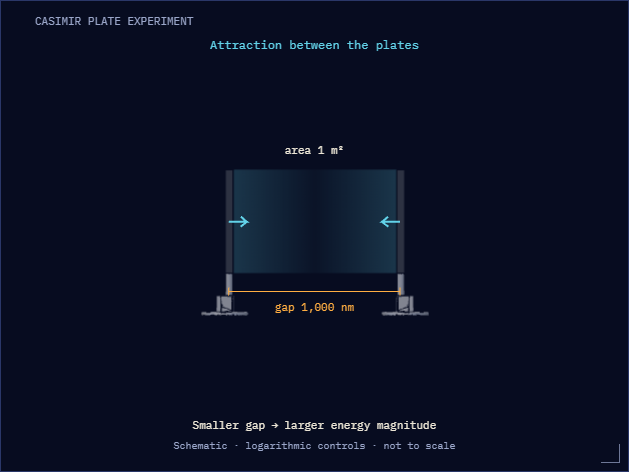 CASIMIR PLATE EXPERIMENT
Attraction between the plates
area 1 m²
gap 1,000 nm
Smaller gap → larger energy magnitude
Schematic · logarithmic controls · not to scale